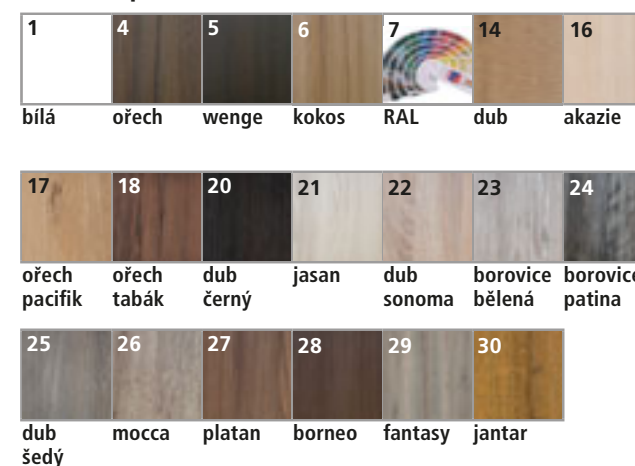 1 4 5 6 7 14 16
bílá ořech wenge kokos RAL dub akazie
17 18 20 21 22 23 24
ořech ořech dub jasan dub borovice borovice
pacifik tabák černý sonoma bělená patina
25 26 27 28 29 30
dub mocca platan borneo fantasy jantar
šedý